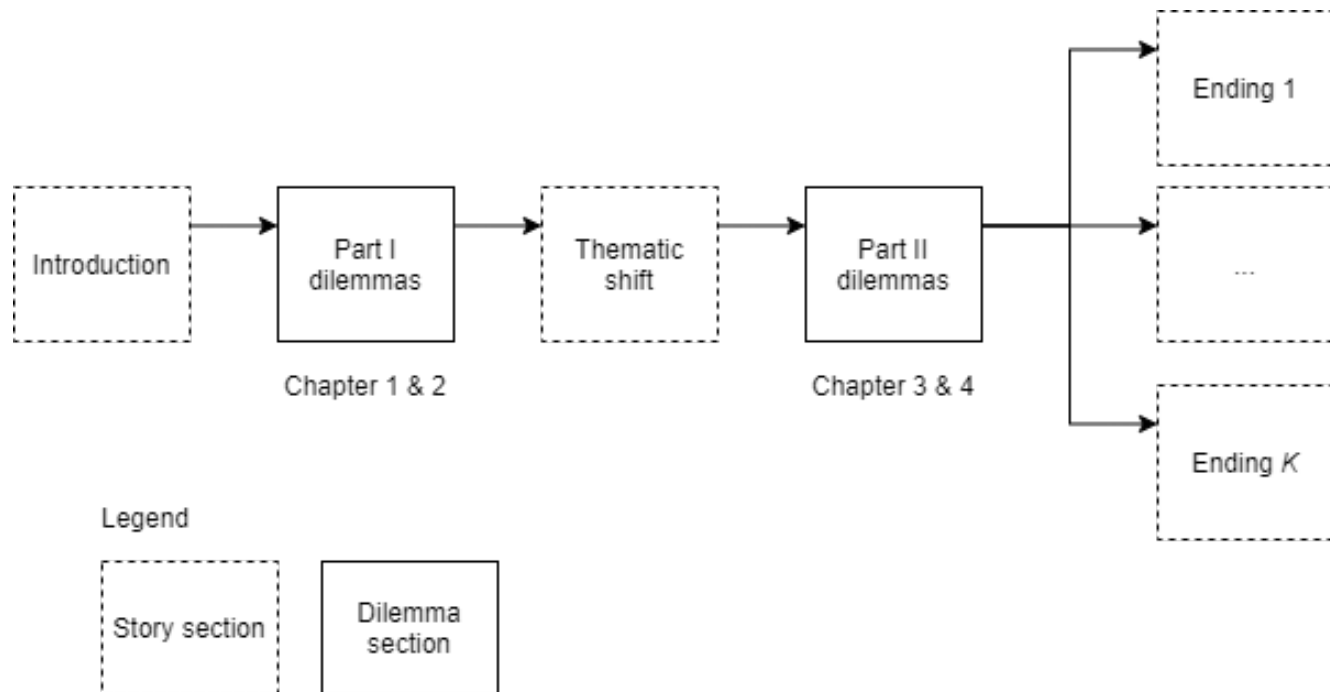 Ending 1
Introduction
Part I
dilemmas
Thematic
shift
Part II
dilemmas
...
Chapter 1 & 2
Chapter 3 & 4
Ending K
Legend
Story section
Dilemma
section